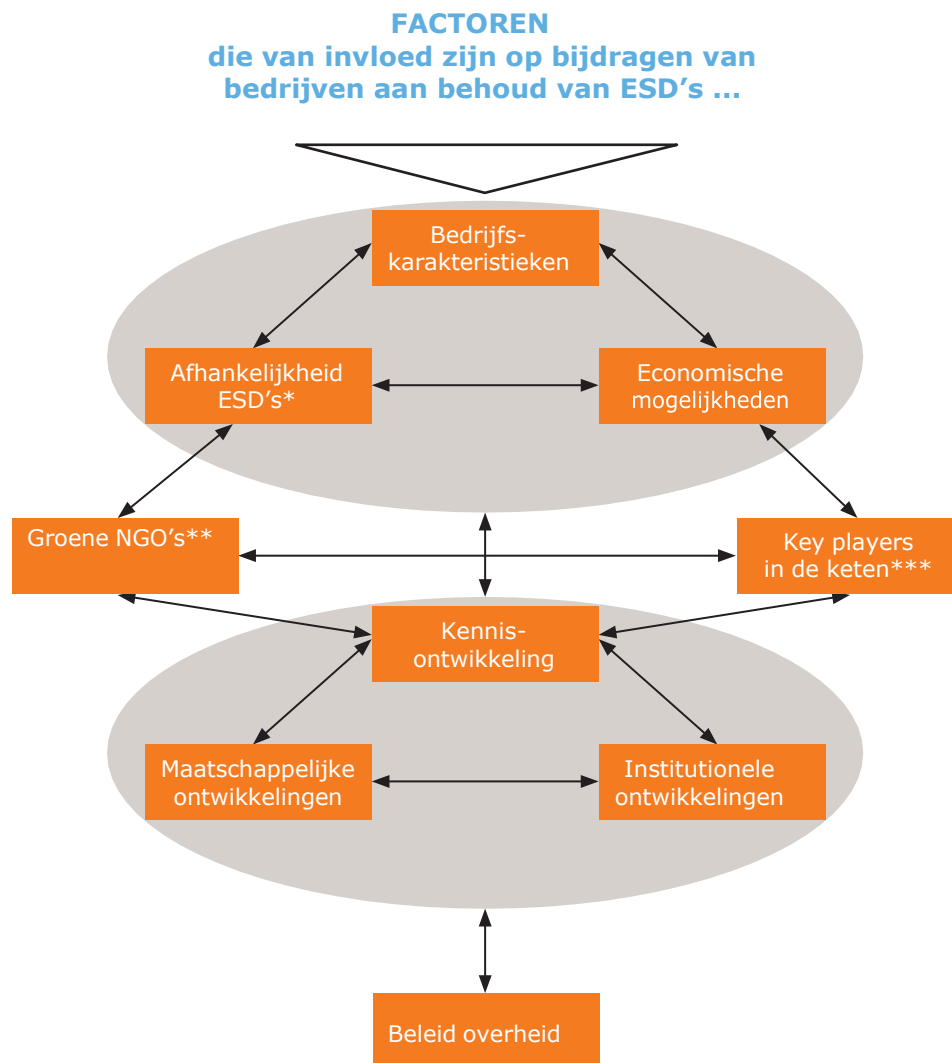 FACTOREN
die van invloed zijn op bijdragen van
bedrijven aan behoud van ESD’s ...
Bedrijfs-
karakteristieken
Afhankelijkheid
ESD’s*
Economische
mogelijkheden
Groene NGO’s**
Key players
in de keten***
Kennis-
ontwikkeling
Maatschappelijke
ontwikkelingen
Institutionele
ontwikkelingen
Beleid overheid